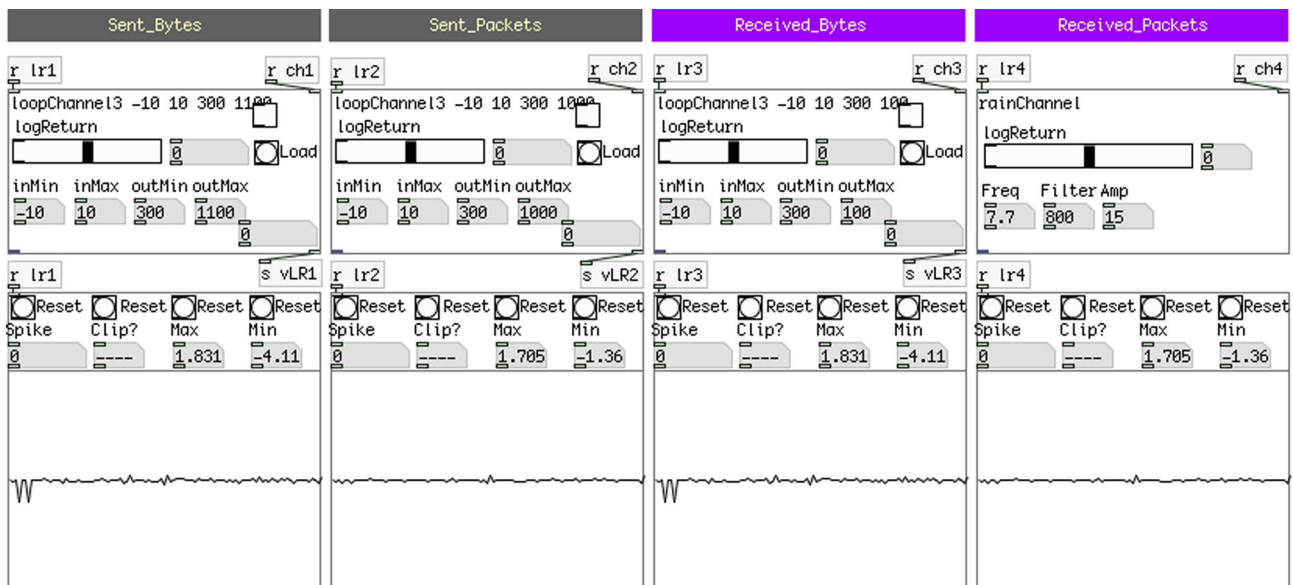 Sent_Bytes
Sent_Packets
Received_Bytes
Received_Packets
r lr1
r ch1
r lr2
r ch2
r lr3
r ch3
r lr4
r ch4
loopChannel3 -10 10 300 1100
loopChannel3 -10 10 300 1000
loopChannel3 -10 10 300 100
rainChannel
logReturn
logReturn
logReturn
logReturn
0
Load
0
Load
0
Load
0
inMin inMax outMin outMax
inMin inMax outMin outMax
inMin inMax outMin outMax
Freq Filter Amp
-10 10 300 1100
-10 10 300 1000
-10 10 300 100
7.7 800 15
0
0
0
r lr1
s vLR1
r lr2
s vLR2
r lr3
s vLR3
r lr4
Reset Reset Reset Reset
Reset Reset Reset Reset
Reset Reset Reset Reset
Reset Reset Reset Reset
Spike Clip? Max Min
Spike Clip? Max Min
Spike Clip? Max Min
Spike Clip? Max Min
0 ---- 1.831 -4.11
0 ---- 1.705 -1.36
0 ---- 1.831 -4.11
0 ---- 1.705 -1.36